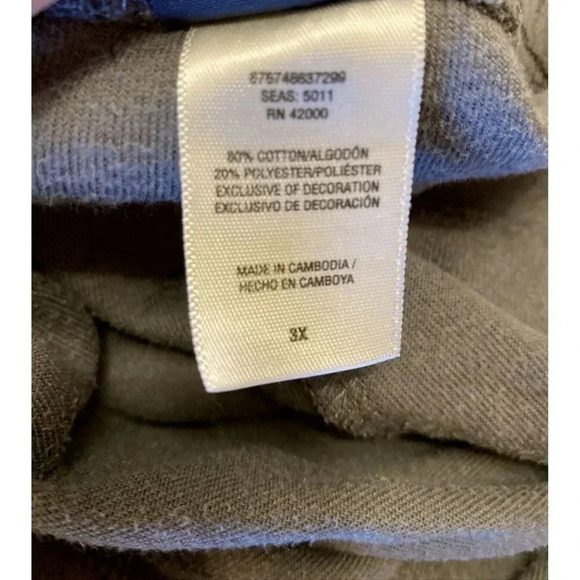 675748637299
SEAS: 5011
RN 42000
60% COTTON/ALGODÓN
20% POLYESTER/POLIÉSTER
EXCLUSIVE OF DECORATION
EXCLUSIVO DE DECORACIÓN
MADE IN CAMBODIA /
HECHO EN CAMBOYA
3X